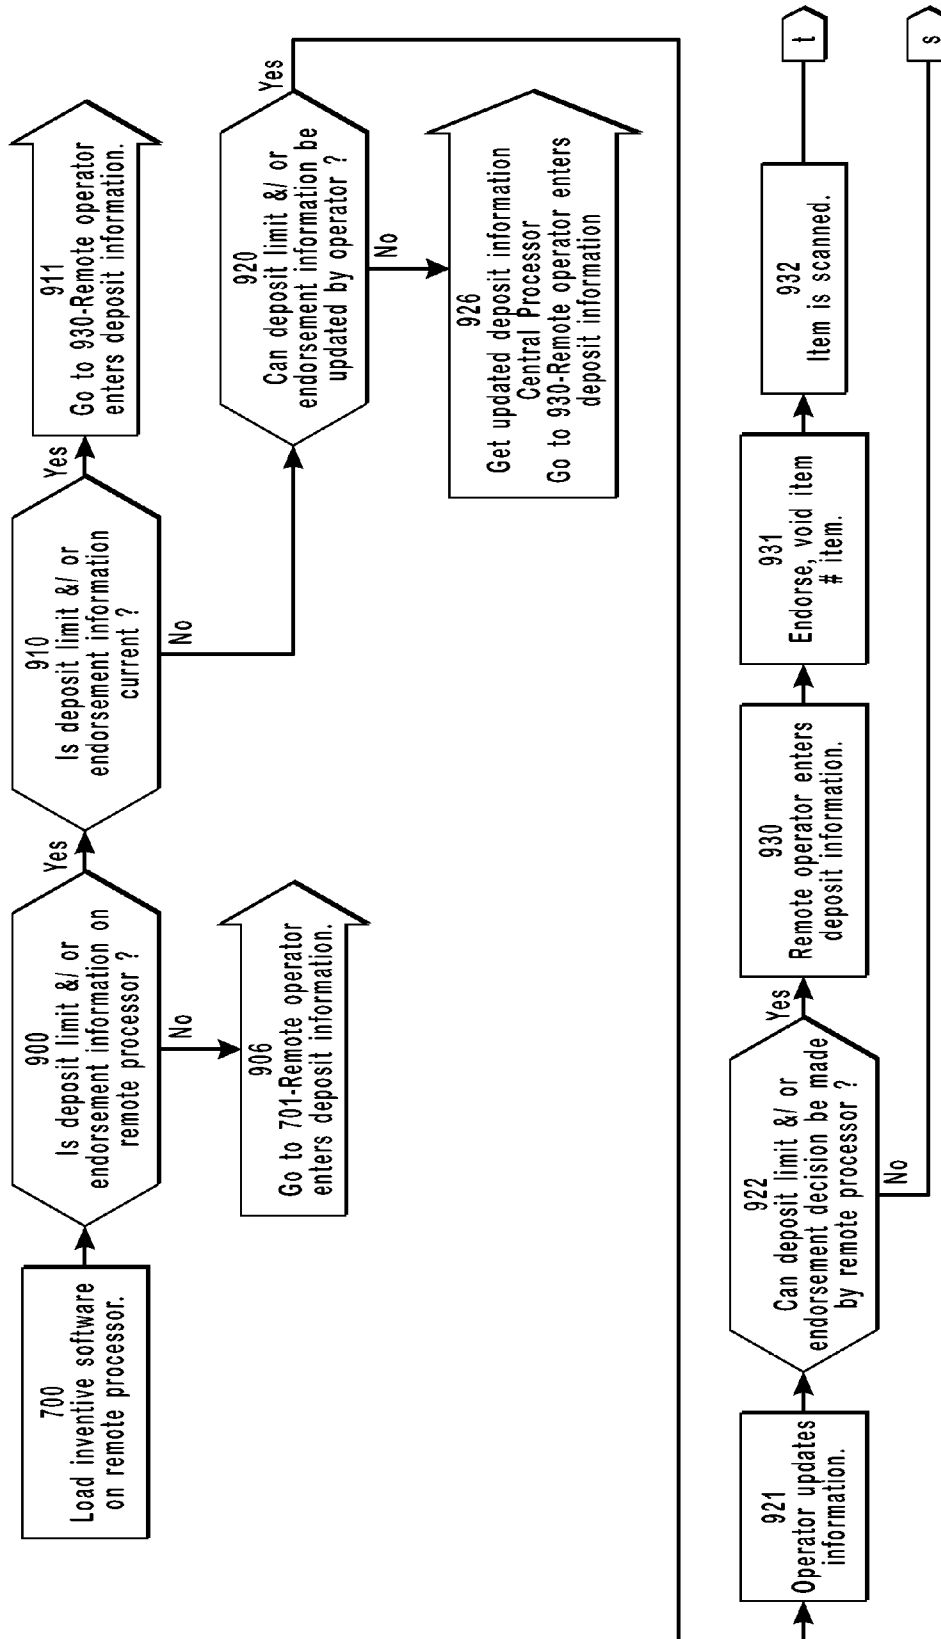 700
Load inventive software
on remote processor.
900
Is deposit limit &/ or
endorsement information on
remote processor ?
Yes
No
906
Go to 701-Remote operator
enters deposit information.
910
Is deposit limit &/ or
endorsement information
current ?
Yes
No
911
Go to 930-Remote operator
enters deposit information.
920
Can deposit limit &/ or
endorsement information be
updated by operator ?
Yes
No
926
Get updated deposit information
Central Processor
Go to 930-Remote operator enters
deposit information
921
Operator updates
information.
922
Can deposit limit &/ or
endorsement decision be made
by remote processor ?
Yes
No
930
Remote operator enters
deposit information.
931
Endorse, void item
# item.
932
Item is scanned.
t
s